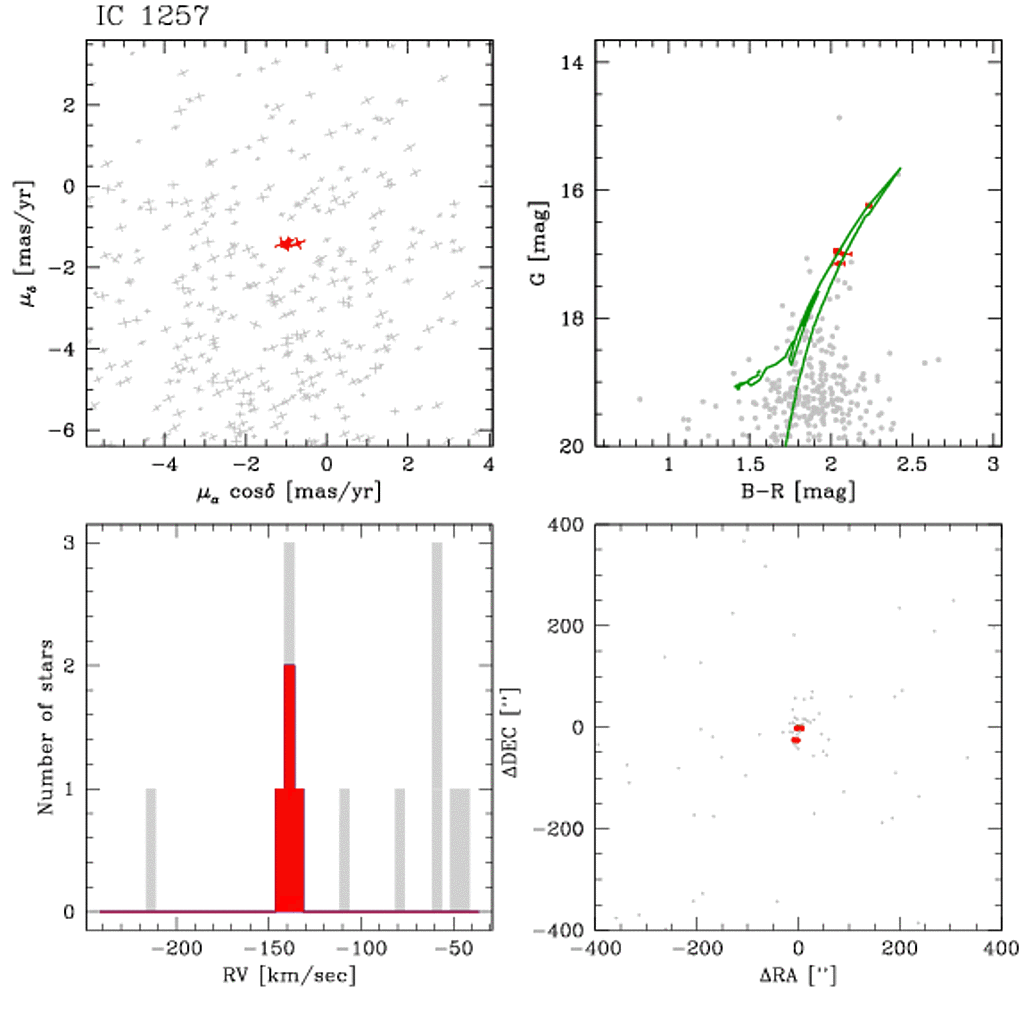 IC 1257
2
0
−2
−4
−6
μδ [mas/yr]
−4 −2 0 2 4
μα cosδ [mas/yr]
14
16
18
20
G [mag]
1 1.5 2 2.5 3
B−R [mag]
3
2
1
0
Number of stars
−200 −150 −100 −50
RV [km/sec]
400
200
0
−200
−400
ΔDEC [″]
−400 −200 0 200 400
ΔRA [″]